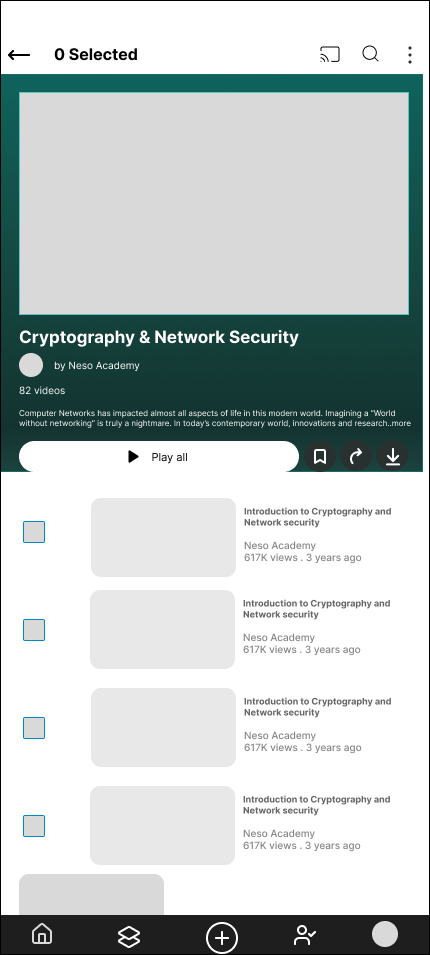 0 Selected
Cryptography & Network Security
by Neso Academy
82 videos
Computer Networks has impacted almost all aspects of life in this modern world. Imagining a "World
without networking" is truly a nightmare. In today's contemporary world, innovations and research..more
Play all
Introduction to Cryptography and
Network security
Neso Academy
617K views . 3 years ago
Introduction to Cryptography and
Network security
Neso Academy
617K views . 3 years ago
Introduction to Cryptography and
Network security
Neso Academy
617K views . 3 years ago
Introduction to Cryptography and
Network security
Neso Academy
617K views . 3 years ago